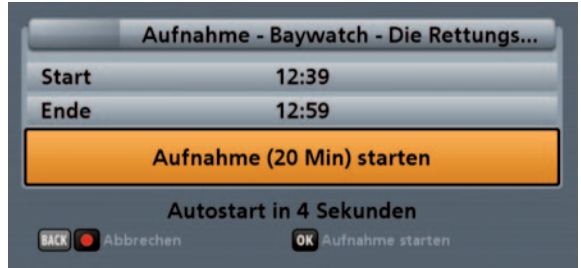 Aufnahme - Baywatch - Die Rettungs...
Start 12:39
Ende 12:59
Aufnahme (20 Min) starten
Autostart in 4 Sekunden
BACK Abbrechen OK Aufnahme starten